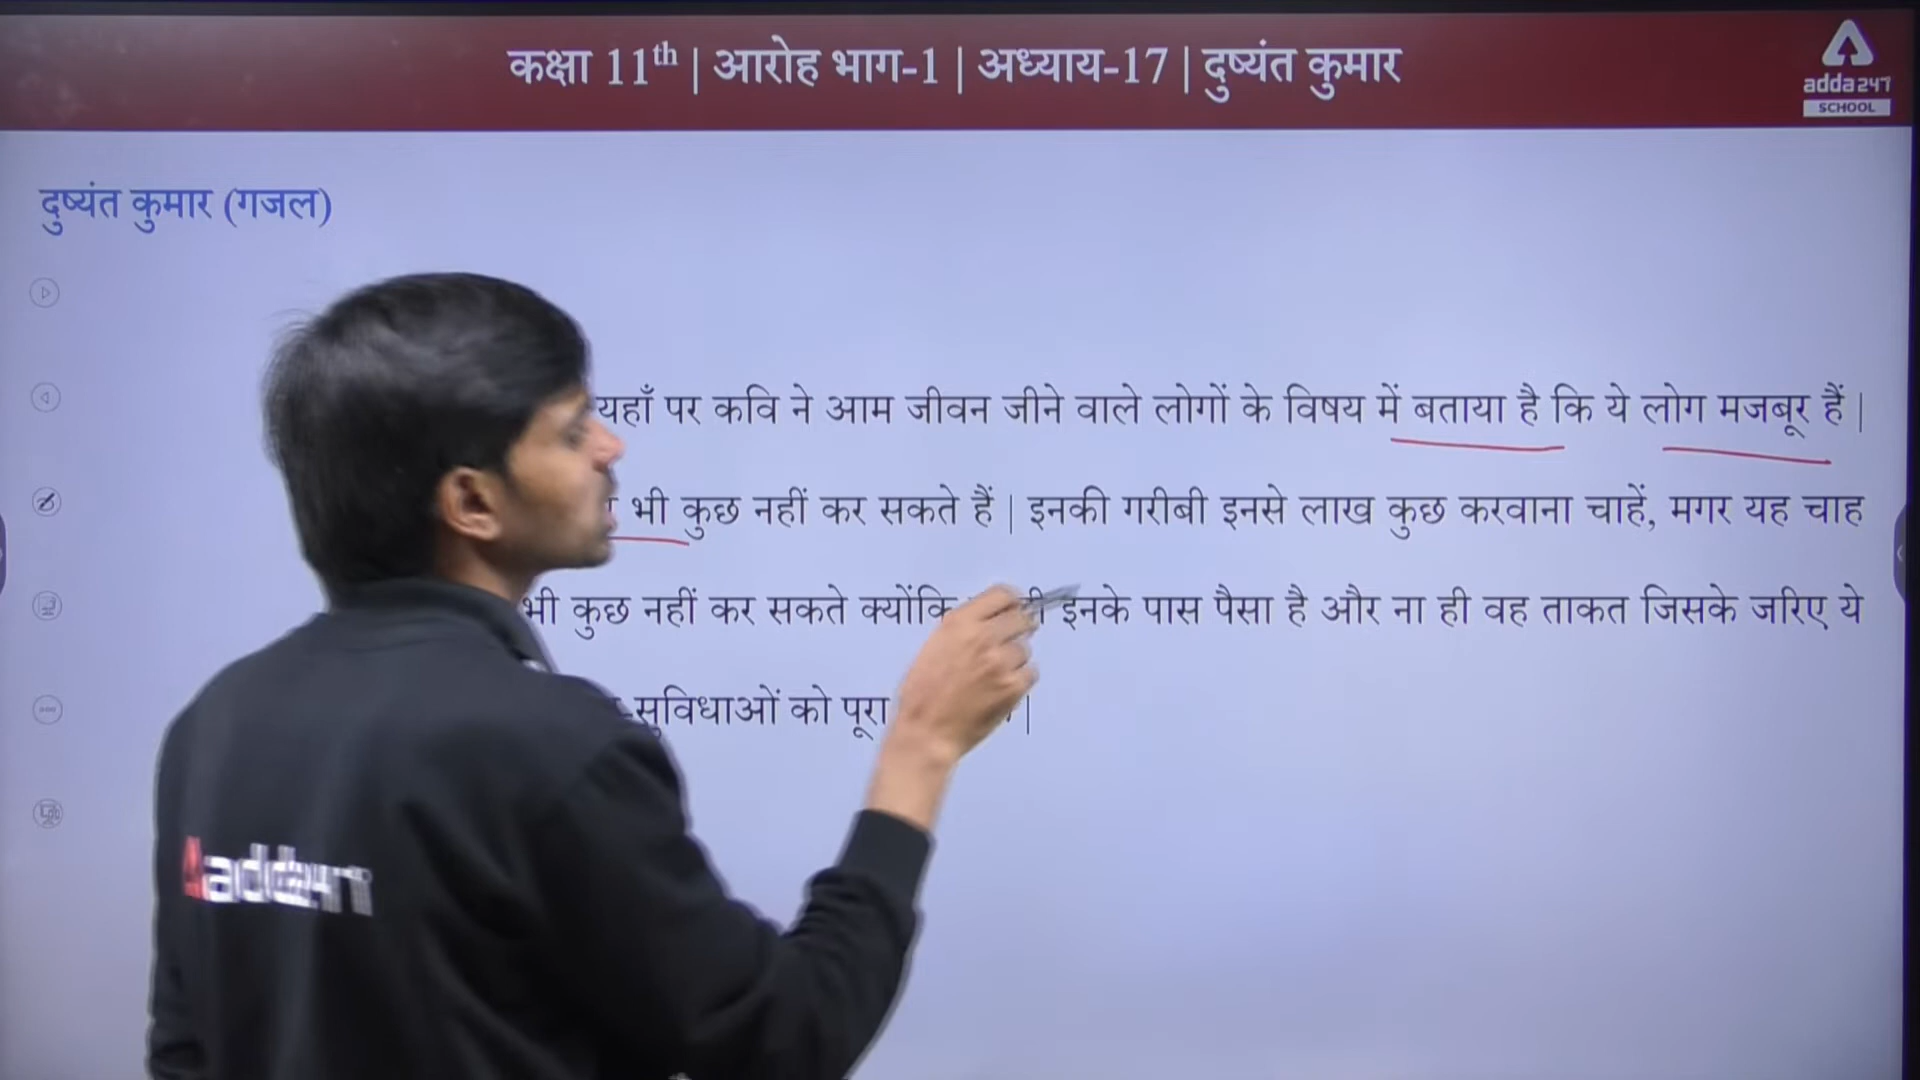 कक्षा 11th | आरोह भाग-1 | अध्याय-17 | दुष्यंत कुमार
adda247
SCHOOL
दुष्यंत कुमार (गजल)
यहाँ पर कवि ने आम जीवन जीने वाले लोगों के विषय में बताया है कि ये लोग मजबूर हैं |
भी कुछ नहीं कर सकते हैं | इनकी गरीबी इनसे लाख कुछ करवाना चाहें, मगर यह चाह
भी कुछ नहीं कर सकते क्योंकि इनके पास पैसा है और ना ही वह ताकत जिसके जरिए ये
-सुविधाओं को पूरा |
adda247